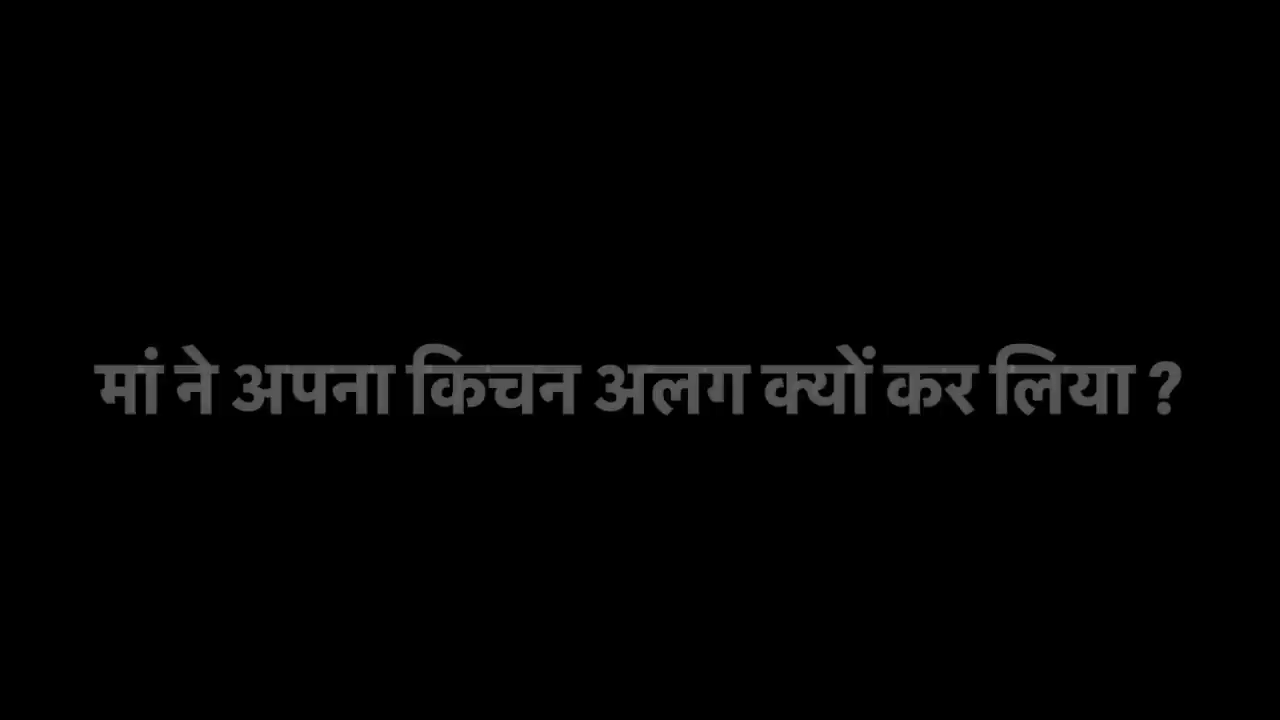 मां ने अपना किचन अलग क्यों कर लिया ?